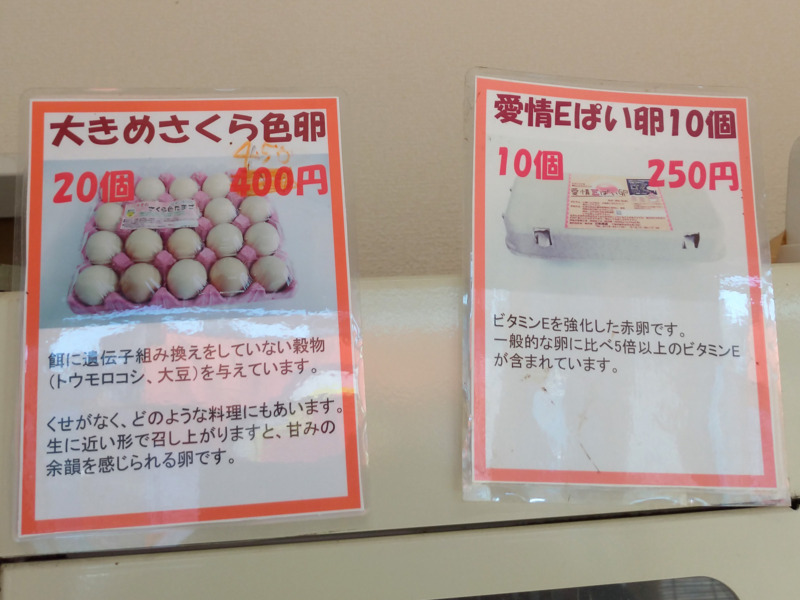 大きめさくら色卵
450
20個 400円
さくら色たまご
餌に遺伝子組み換えをしていない穀物
(トウモロコシ、大豆)を与えています。
くせがなく、どのような料理にもあいます。
生に近い形で召し上がりますと、甘みの
余韻を感じられる卵です。
愛情Eぱい卵10個
10個 250円
愛情Eぱい卵
ビタミンEを強化した赤卵です。
一般的な卵に比べ5倍以上のビタミンE
が含まれています。